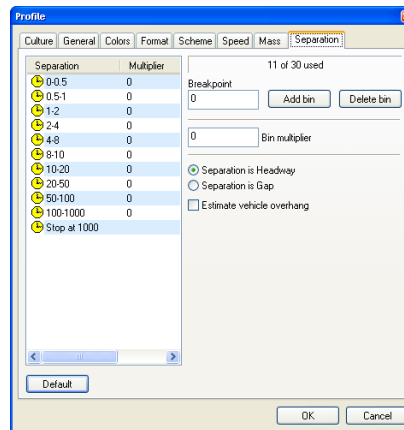 Profile
Culture General Colors Format Scheme Speed Mass Separation
Separation Multiplier
0-0.5 0
0.5-1 0
1-2 0
2-4 0
4-8 0
8-10 0
10-20 0
20-50 0
50-100 0
100-1000 0
Stop at 1000
11 of 30 used
Breakpoint
0 Add bin Delete bin
0 Bin multiplier
Separation is Headway
Separation is Gap
Estimate vehicle overhang
Default
OK Cancel